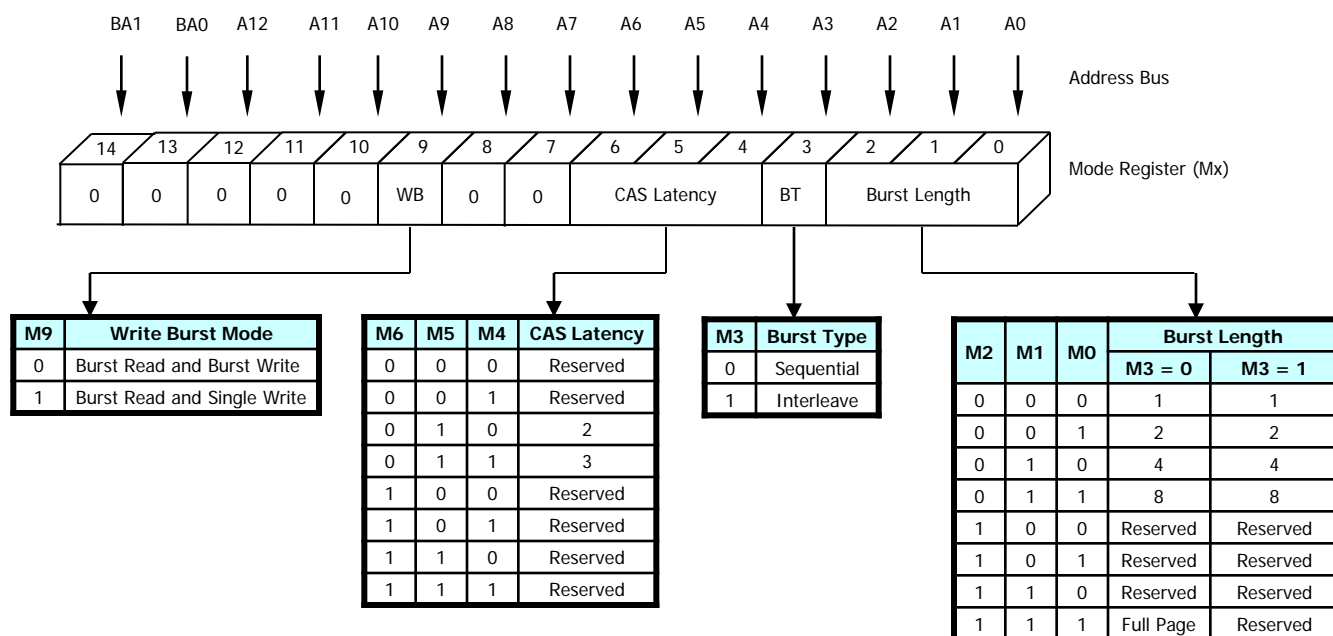 BA1 BA0 A12 A11 A10 A9 A8 A7 A6 A5 A4 A3 A2 A1 A0
Address Bus
14 13 12 11 10 9 8 7 6 5 4 3 2 1 0
Mode Register (Mx)
0 0 0 0 0 WB 0 0 CAS Latency BT Burst Length
M9 Write Burst Mode
0 Burst Read and Burst Write
1 Burst Read and Single Write
M6 M5 M4 CAS Latency
0 0 0 Reserved
0 0 1 Reserved
0 1 0 2
0 1 1 3
1 0 0 Reserved
1 0 1 Reserved
1 1 0 Reserved
1 1 1 Reserved
M3 Burst Type
0 Sequential
1 Interleave
M2 M1 M0 Burst Length
M3 = 0 M3 = 1
0 0 0 1 1
0 0 1 2 2
0 1 0 4 4
0 1 1 8 8
1 0 0 Reserved Reserved
1 0 1 Reserved Reserved
1 1 0 Reserved Reserved
1 1 1 Full Page Reserved